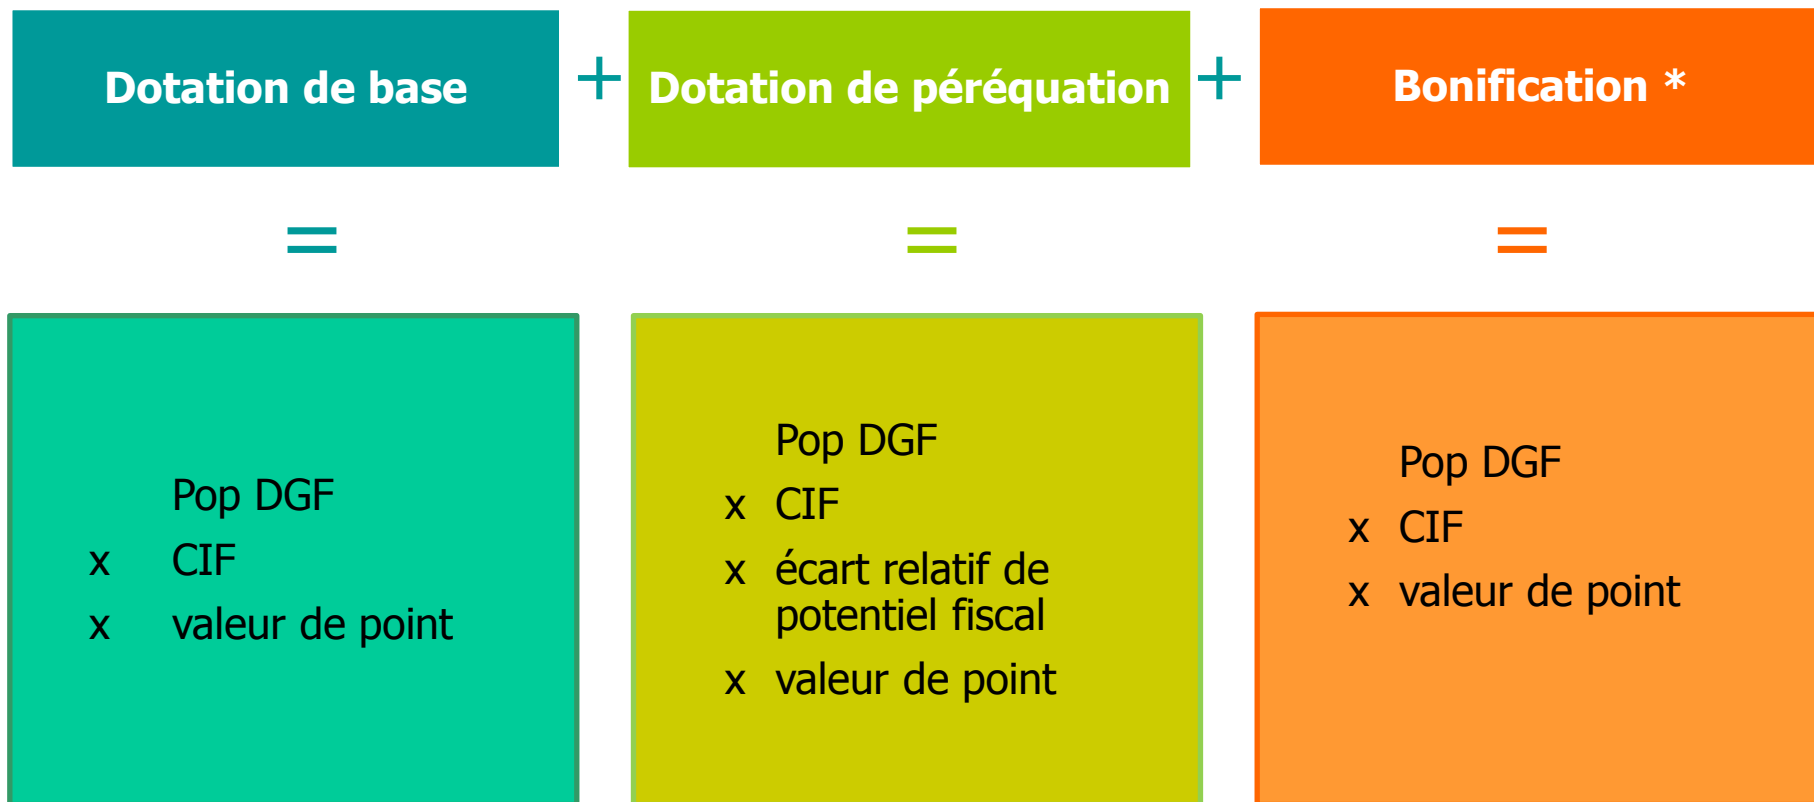 Dotation de base + Dotation de péréquation + Bonification *
= = =
Pop DGF
x CIF
x valeur de point
Pop DGF
x CIF
x écart relatif de
potentiel fiscal
x valeur de point
Pop DGF
x CIF
x valeur de point